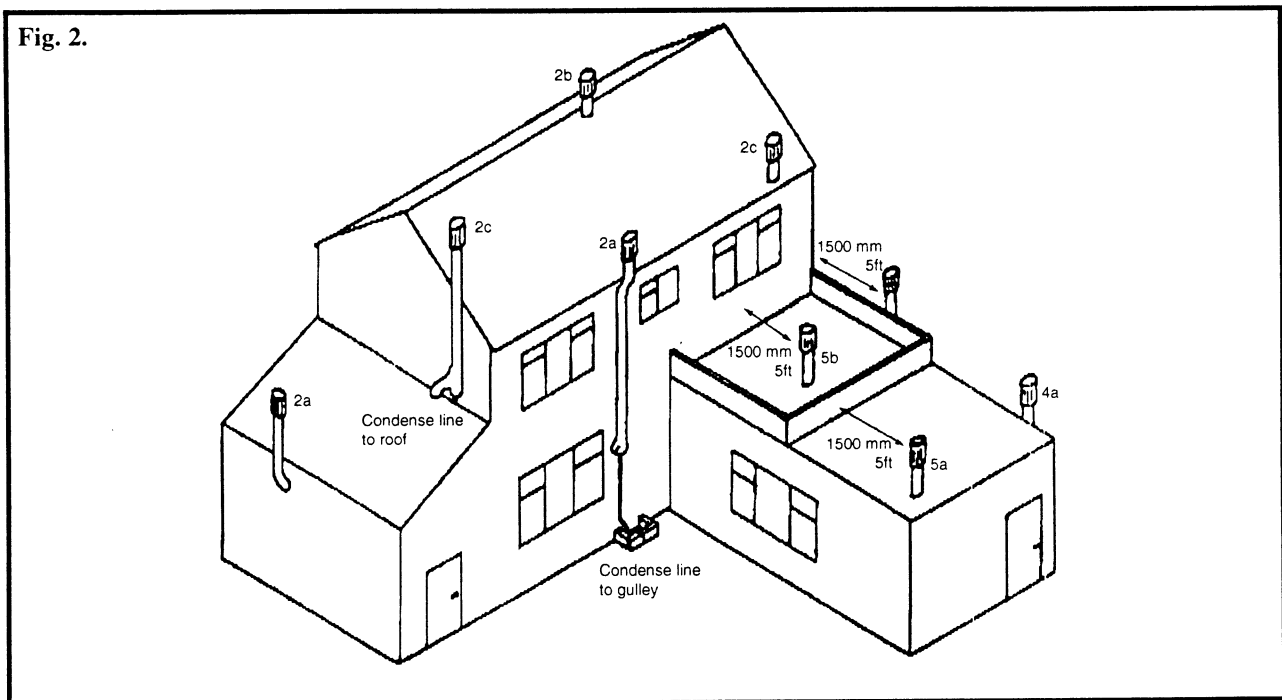 Fig. 2.
2b
2c
2c
2a
1500 mm
5ft
1500 mm
5ft
5b
2a
Condense line
to roof
4a
1500 mm
5ft
5a
Condense line
to gulley